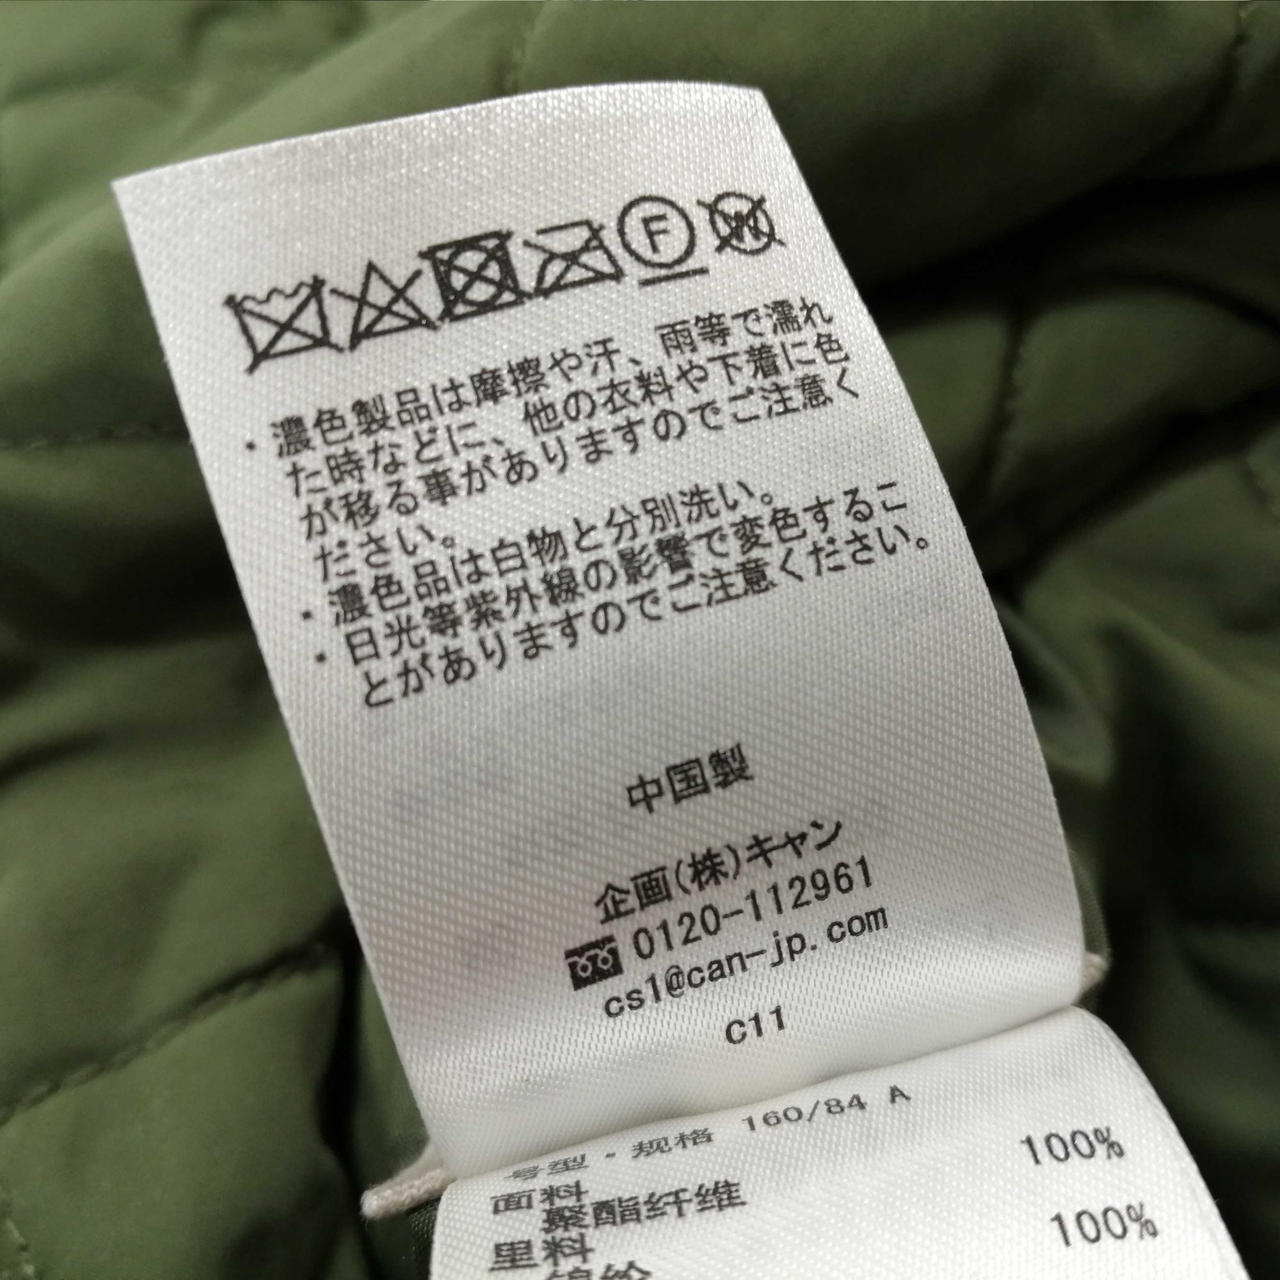 F W
・濃色製品は摩擦や汗、雨等で濡れ
た時などに、他の衣料や下着に色
が移る事がありますのでご注意く
ださい。
・濃色品は白物と分別洗い。
・日光等紫外線の影響で変色するこ
とがありますのでご注意ください。
中国製
企画(株)キャン
0120-112961
cs1@can-jp.com
C11
号型・规格 160/84 A
面料
聚酯纤维 100%
里料
锦纶 100%